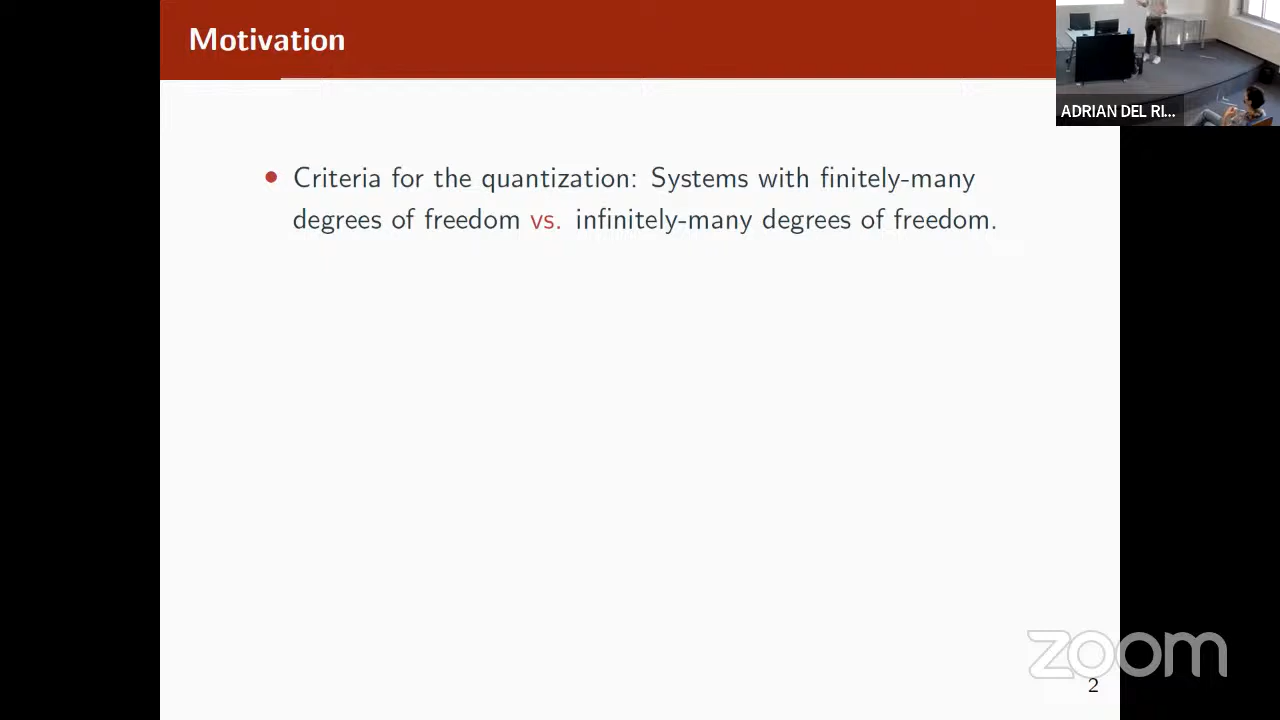 Motivation
ADRIAN DEL RI...
• Criteria for the quantization: Systems with finitely-many
degrees of freedom vs. infinitely-many degrees of freedom.
zoom
2